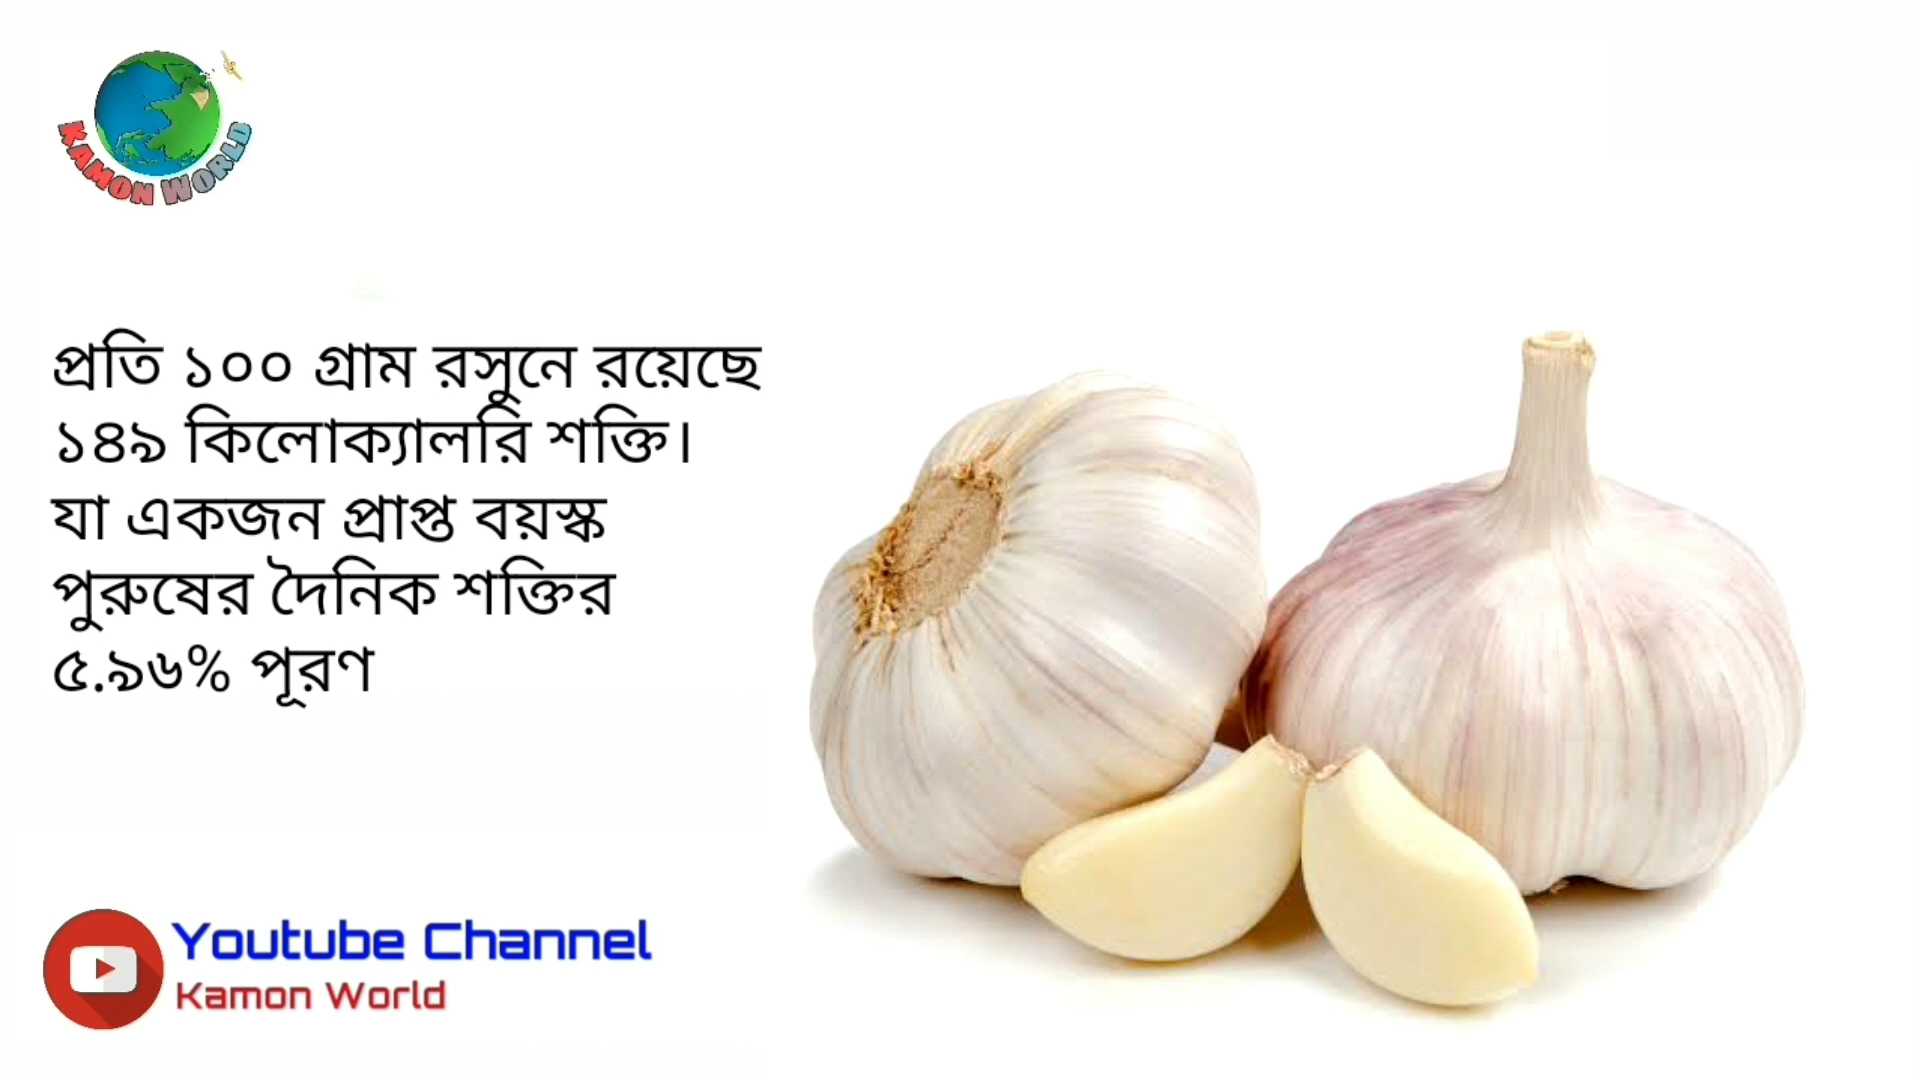 KAMON WORLD
প্রতি ১০০ গ্রাম রসুনে রয়েছে
১৪৯ কিলোক্যালরি শক্তি।
যা একজন প্রাপ্ত বয়স্ক
পুরুষের দৈনিক শক্তির
৫.৯৬% পূরণ
Youtube Channel
Kamon World